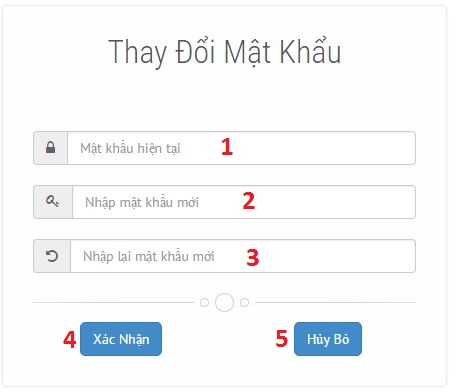 Thay Đổi Mật Khẩu
Mật khẩu hiện tại 1
Nhập mật khẩu mới 2
Nhập lại mật khẩu mới 3
4 Xác Nhận 5 Hủy Bỏ